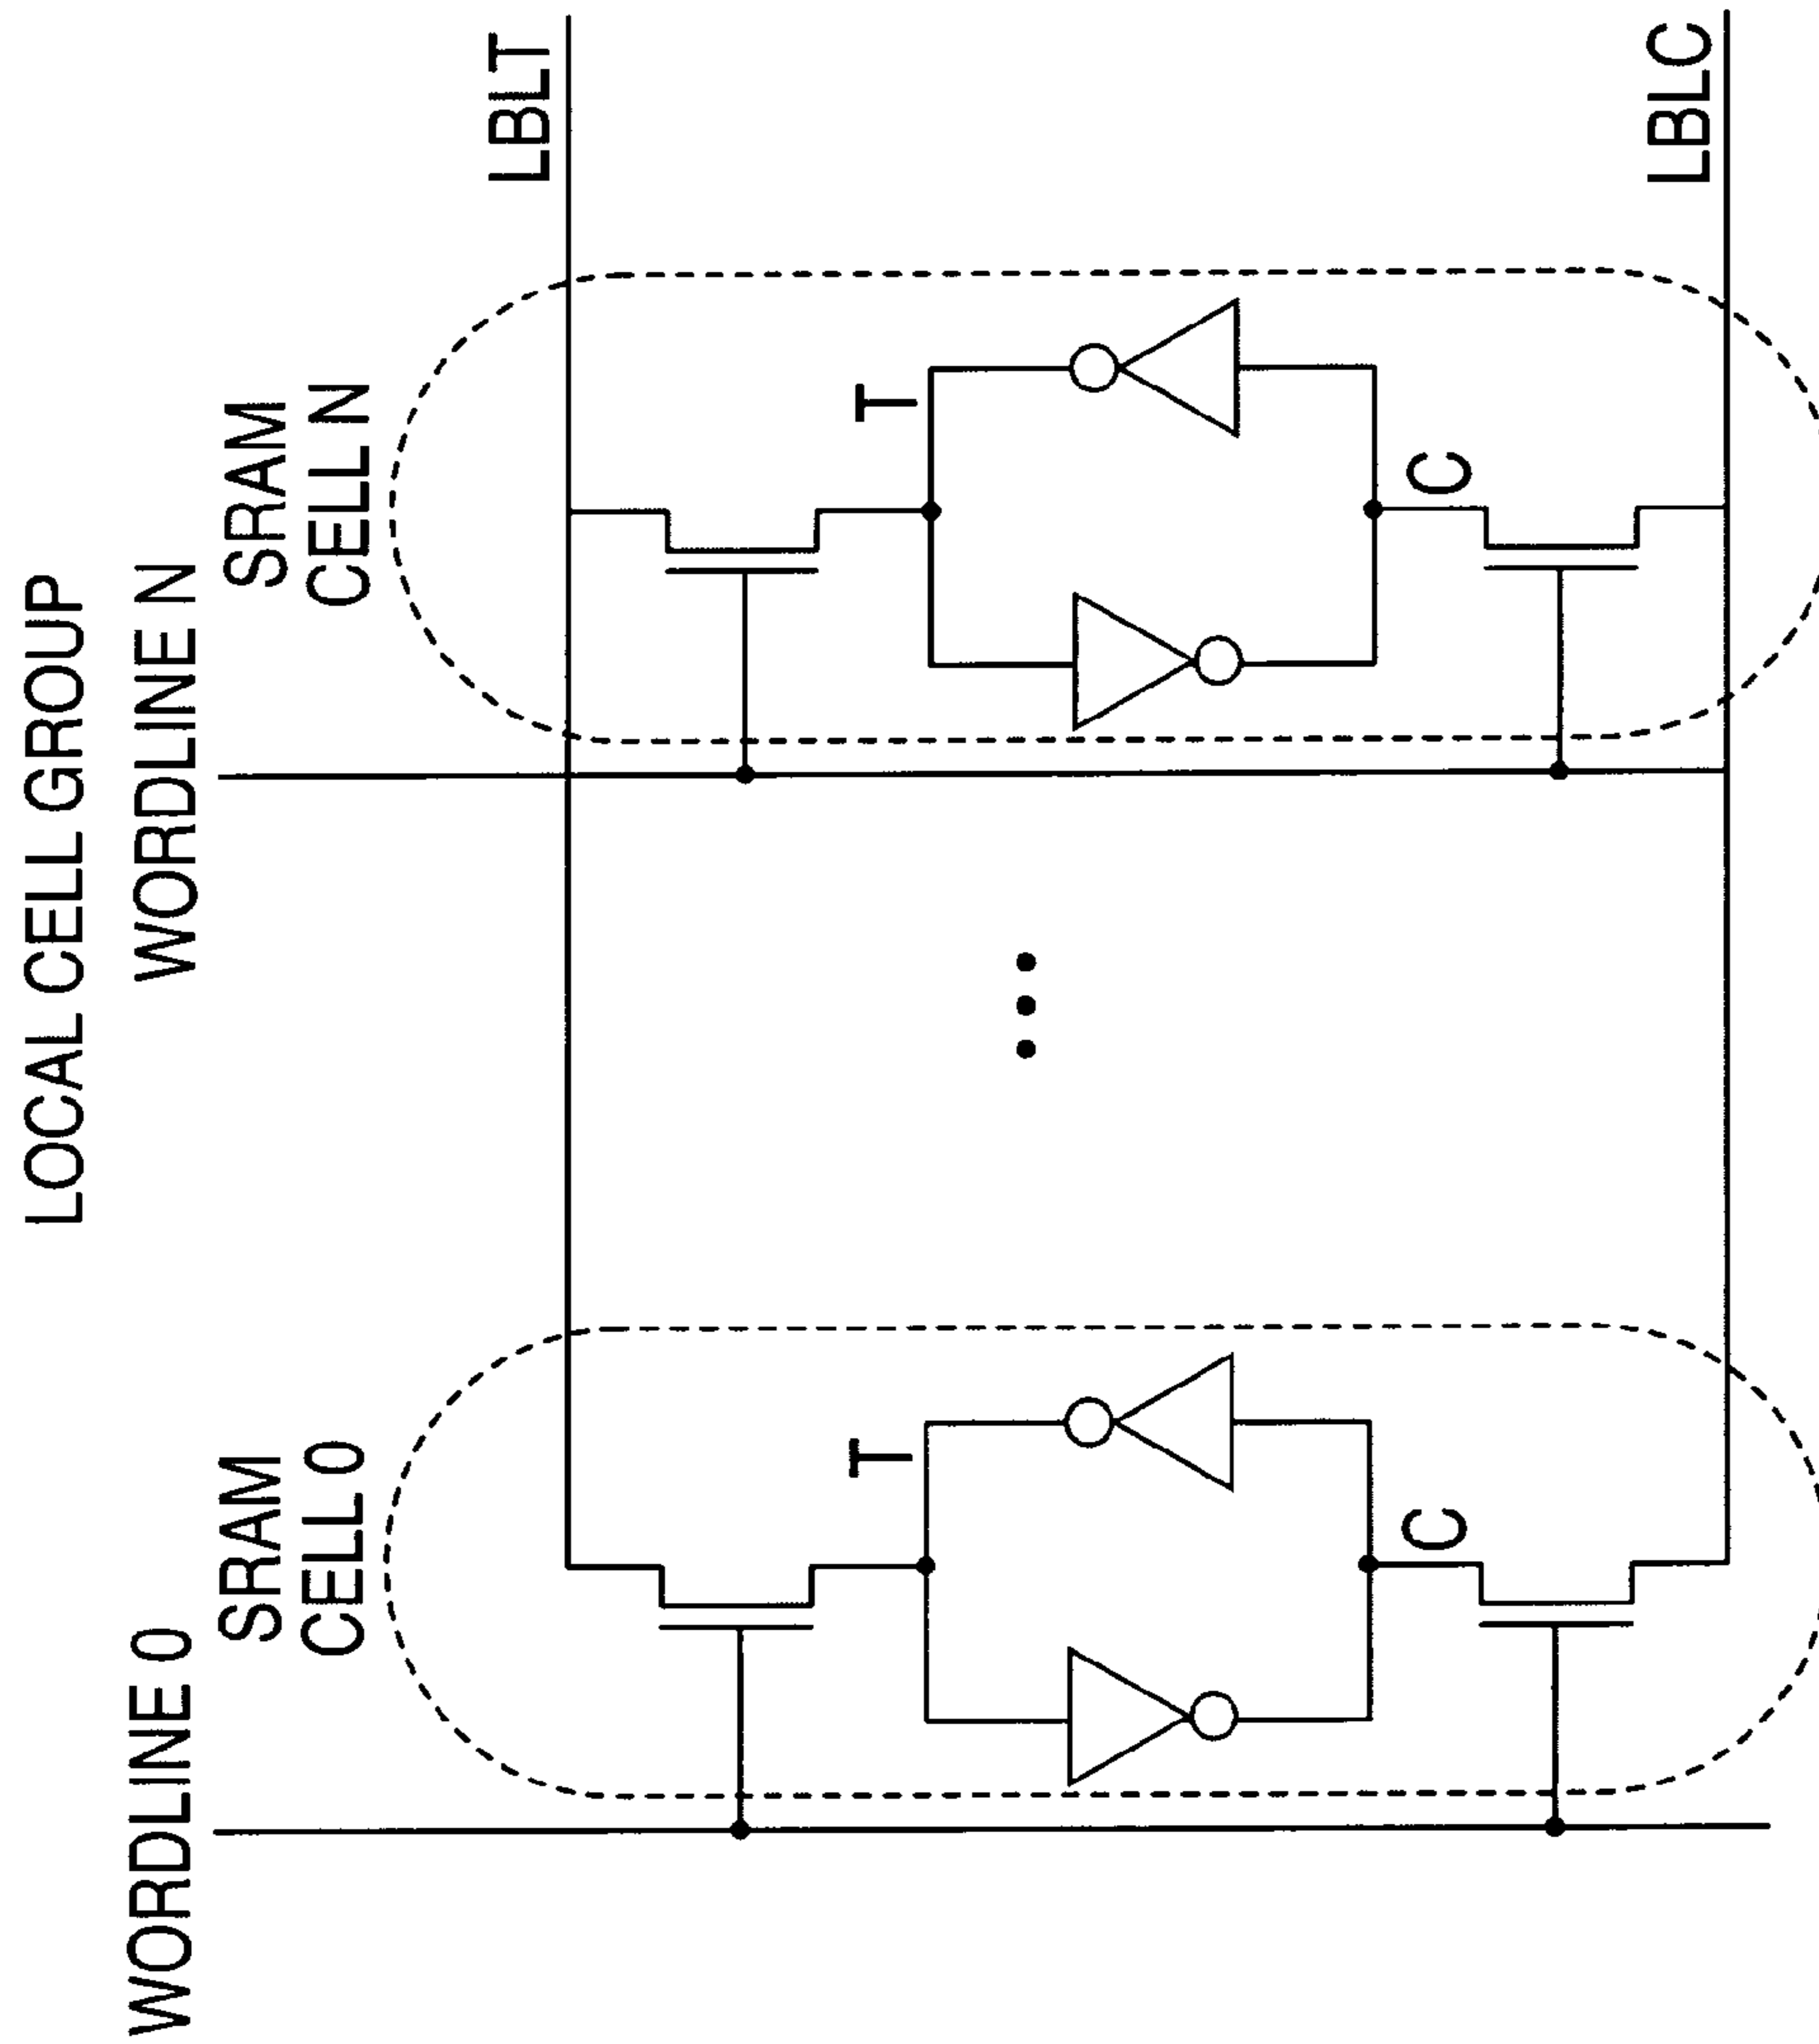 LOCAL CELL GROUP
WORDLINE 0
WORDLINE N
SRAM
CELL 0
SRAM
CELL N
LBLT
T
T
C
C
LBLC